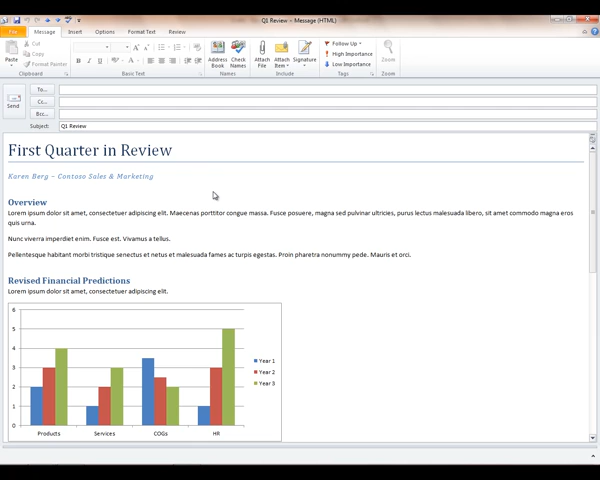 Q1 Review - Message (HTML)
File Message Insert Options Format Text Review
Cut
Copy
Format Painter
Paste
Clipboard
Basic Text
Address Book
Check Names
Names
Attach File
Attach Item
Signature
Include
Follow Up
High Importance
Low Importance
Tags
Zoom
Zoom
Send
To...
Cc...
Bcc...
Subject: Q1 Review
First Quarter in Review
Karen Berg – Contoso Sales & Marketing
Overview
Lorem ipsum dolor sit amet, consectetuer adipiscing elit. Maecenas porttitor congue massa. Fusce posuere, magna sed pulvinar ultricies, purus lectus malesuada libero, sit amet commodo magna eros
quis urna.
Nunc viverra imperdiet enim. Fusce est. Vivamus a tellus.
Pellentesque habitant morbi tristique senectus et netus et malesuada fames ac turpis egestas. Proin pharetra nonummy pede. Mauris et orci.
Revised Financial Predictions
Lorem ipsum dolor sit amet, consectetuer adipiscing elit.
6
5
4
3
2
1
0
Products Services COGs HR
Year 1
Year 2
Year 3